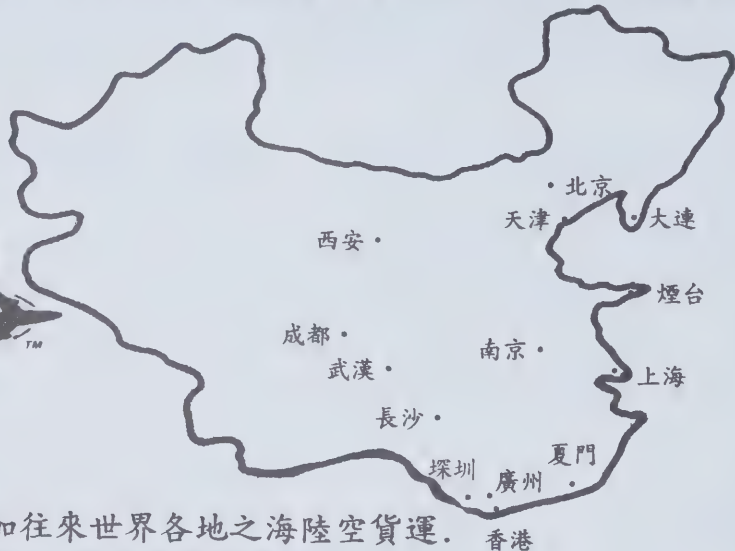 北京
天津
大連
西安
煙台
成都
南京
武漢
上海
長沙
夏門
深圳
廣州
往來世界各地之海陸空貨運.
香港
TM